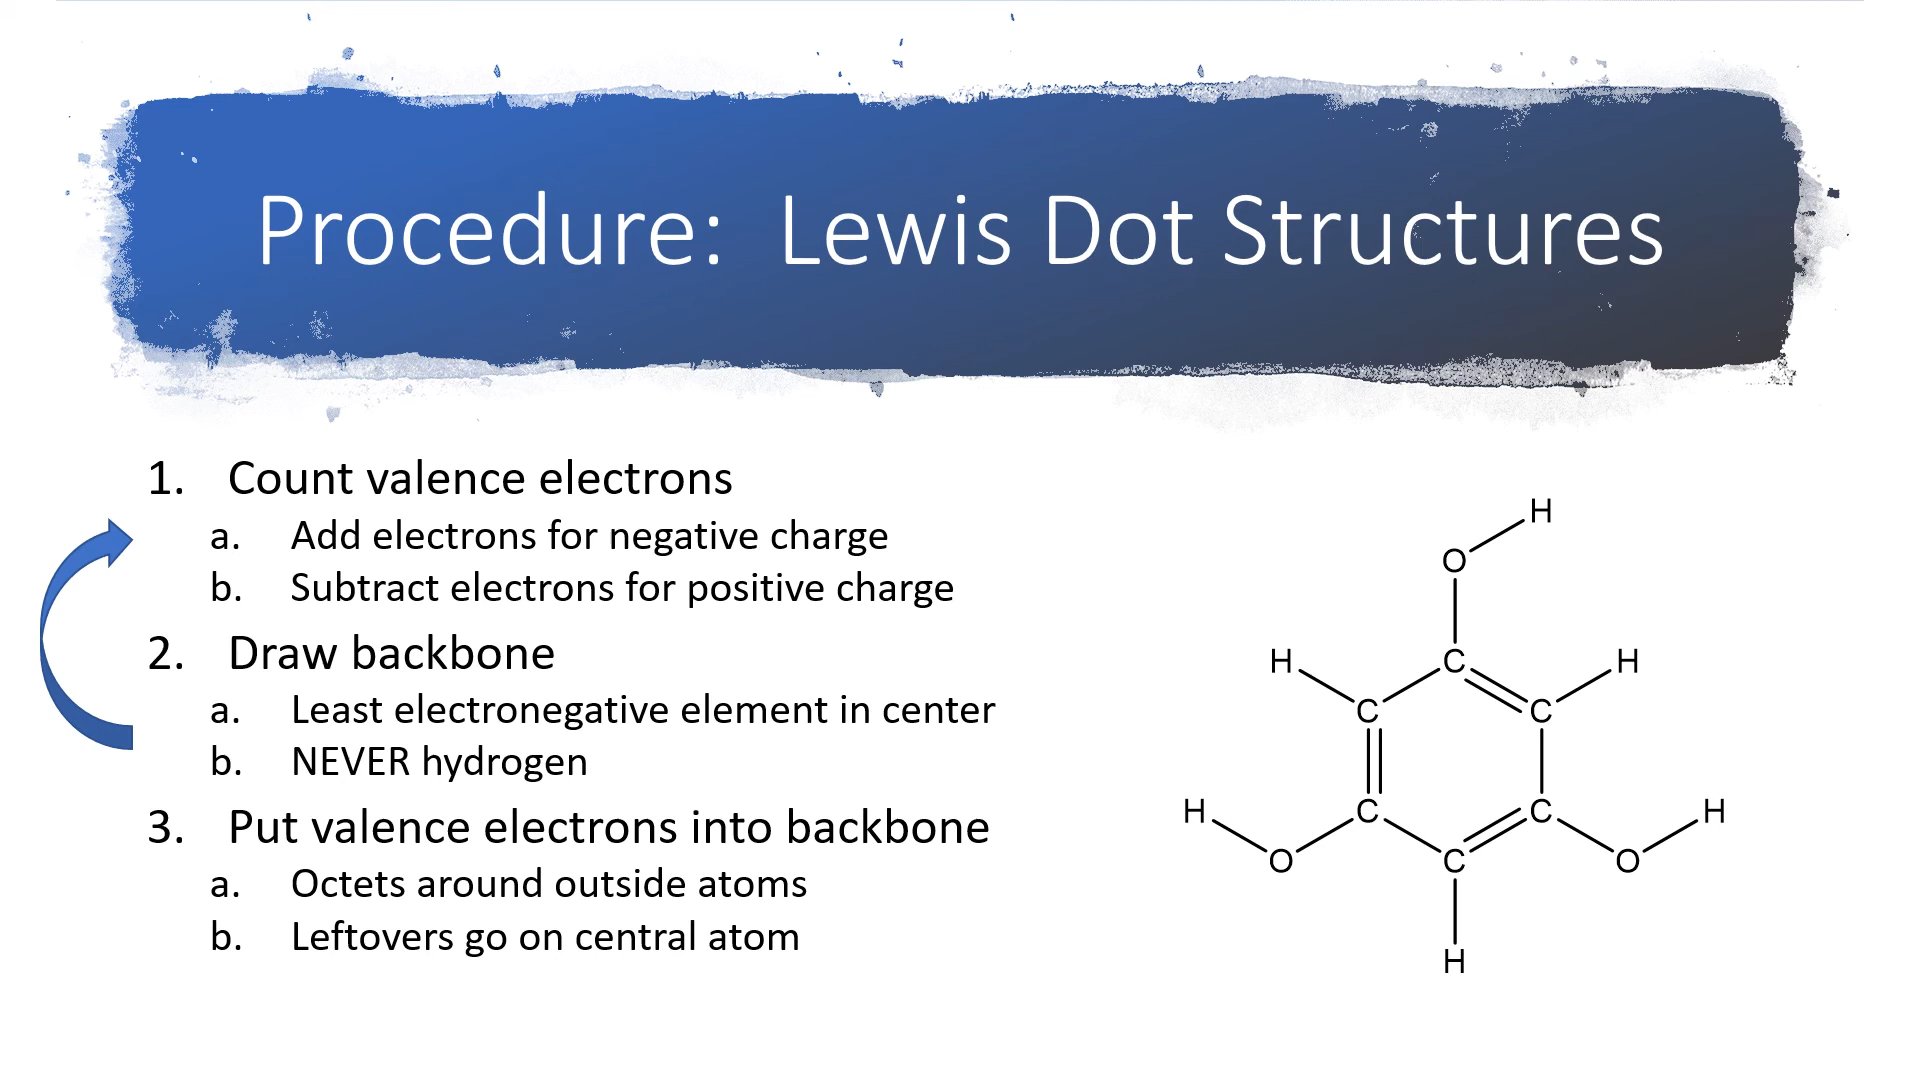 Procedure:  Lewis Dot Structures
1. Count valence electrons
a. Add electrons for negative charge
b. Subtract electrons for positive charge
2. Draw backbone
a. Least electronegative element in center
b. NEVER hydrogen
3. Put valence electrons into backbone
a. Octets around outside atoms
b. Leftovers go on central atom
H
O
H C H
C C
H C C H
O C O
H